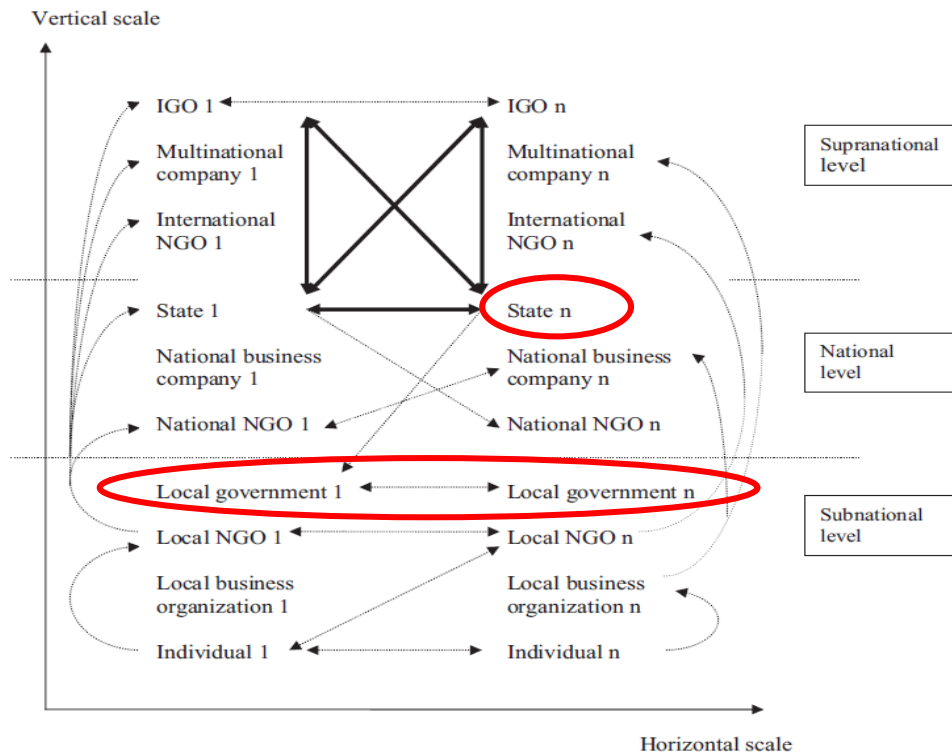 Vertical scale
IGO 1
IGO n
Multinational
company 1
Multinational
company n
Supranational
level
International
NGO 1
International
NGO n
State 1
State n
National business
company 1
National business
company n
National
level
National NGO 1
National NGO n
Local government 1
Local government n
Subnational
level
Local NGO 1
Local NGO n
Local business
organization 1
Local business
organization n
Individual 1
Individual n
Horizontal scale